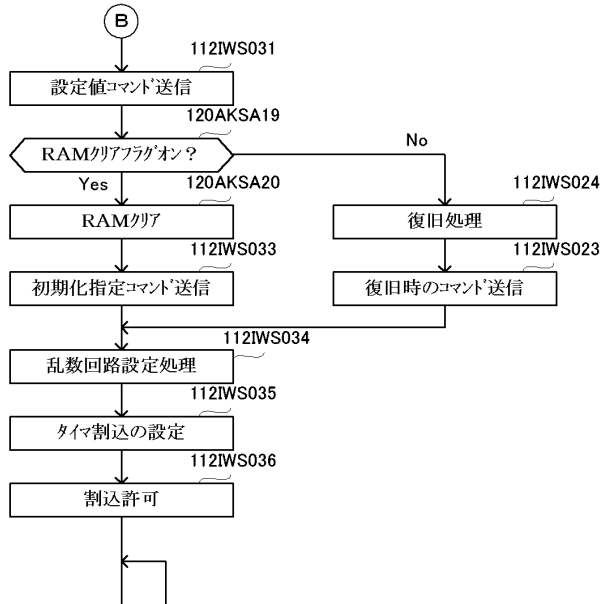 B
112IWS031
設定値ｺﾏﾝﾄﾞ送信
120AKSA19
RAMｸﾘｱﾌﾗｸﾞｵﾝ？
No
Yes
120AKSA20
RAMｸﾘｱ
112IWS024
復旧処理
112IWS033
初期化指定ｺﾏﾝﾄﾞ送信
112IWS023
復旧時のｺﾏﾝﾄﾞ送信
112IWS034
乱数回路設定処理
112IWS035
ﾀｲﾏ割込の設定
112IWS036
割込許可